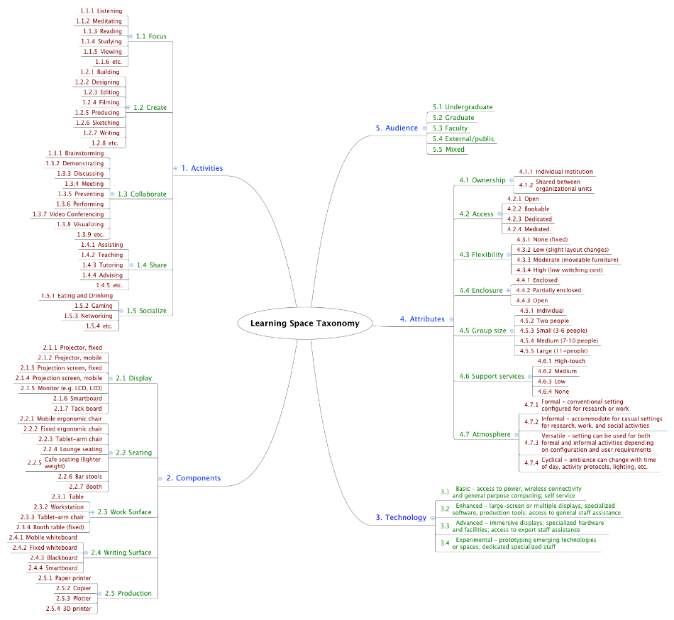 Learning Space Taxonomy
1. Activities
1.1 Focus
1.1.1 Listening
1.1.2 Meditating
1.1.3 Reading
1.1.4 Studying
1.1.5 Viewing
1.1.6 etc.
1.2 Create
1.2.1 Building
1.2.2 Designing
1.2.3 Editing
1.2.4 Filming
1.2.5 Producing
1.2.6 Sketching
1.2.7 Writing
1.2.8 etc.
1.3 Collaborate
1.3.1 Brainstorming
1.3.2 Demonstrating
1.3.3 Discussing
1.3.4 Meeting
1.3.5 Presenting
1.3.6 Performing
1.3.7 Video Conferencing
1.3.8 Visualizing
1.3.9 etc.
1.4 Share
1.4.1 Assisting
1.4.2 Teaching
1.4.3 Tutoring
1.4.4 Advising
1.4.5 etc.
1.5 Socialize
1.5.1 Eating and Drinking
1.5.2 Gaming
1.5.3 Networking
1.5.4 etc.
2. Components
2.1 Display
2.1.1 Projector, fixed
2.1.2 Projector, mobile
2.1.3 Projection screen, fixed
2.1.4 Projection screen, mobile
2.1.5 Monitor (e.g. LCD, LED)
2.1.6 Smartboard
2.1.7 Tack board
2.2 Seating
2.2.1 Mobile ergonomic chair
2.2.2 Fixed ergonomic chair
2.2.3 Tablet-arm chair
2.2.4 Lounge seating
2.2.5 Cafe seating (lighter
weight)
2.2.6 Bar stools
2.2.7 Booth
2.3 Work Surface
2.3.1 Table
2.3.2 Workstation
2.3.3 Tablet-arm chair
2.3.4 Booth table (fixed)
2.4 Writing Surface
2.4.1 Mobile whiteboard
2.4.2 Fixed whiteboard
2.4.3 Blackboard
2.4.4 Smartboard
2.5 Production
2.5.1 Paper printer
2.5.2 Copier
2.5.3 Plotter
2.5.4 3D printer
5. Audience
5.1 Undergraduate
5.2 Graduate
5.3 Faculty
5.4 External/public
5.5 Mixed
4. Attributes
4.1 Ownership
4.1.1 Individual institution
4.1.2 Shared between
organizational units
4.2 Access
4.2.1 Open
4.2.2 Bookable
4.2.3 Dedicated
4.2.4 Mediated
4.3 Flexibility
4.3.1 None (fixed)
4.3.2 Low (slight layout changes)
4.3.3 Moderate (moveable furniture)
4.3.4 High (low switching cost)
4.4 Enclosure
4.4.1 Enclosed
4.4.2 Partially enclosed
4.4.3 Open
4.5 Group size
4.5.1 Individual
4.5.2 Two people
4.5.3 Small (3-6 people)
4.5.4 Medium (7-10 people)
4.5.5 Large (11+people)
4.6 Support services
4.6.1 High-touch
4.6.2 Medium
4.6.3 Low
4.6.4 None
4.7 Atmosphere
4.7.1 Formal - conventional setting
configured for research or work
4.7.2 Informal - accommodate for casual settings
for research, work, and social activities
4.7.3 Versatile - setting can be used for both
formal and informal activities depending
on configuration and user requirements
4.7.4 Cyclical - ambience can change with time
of day, activity protocols, lighting, etc.
3. Technology
3.1 Basic - access to power, wireless connectivity
and general purpose computing; self service
3.2 Enhanced - large-screen or multiple displays, specialized
software, production tools; access to general staff assistance
3.3 Advanced - immersive displays; specialized hardware
and facilities; access to expert staff assistance
3.4 Experimental - prototyping emerging technologies
or spaces; dedicated specialized staff